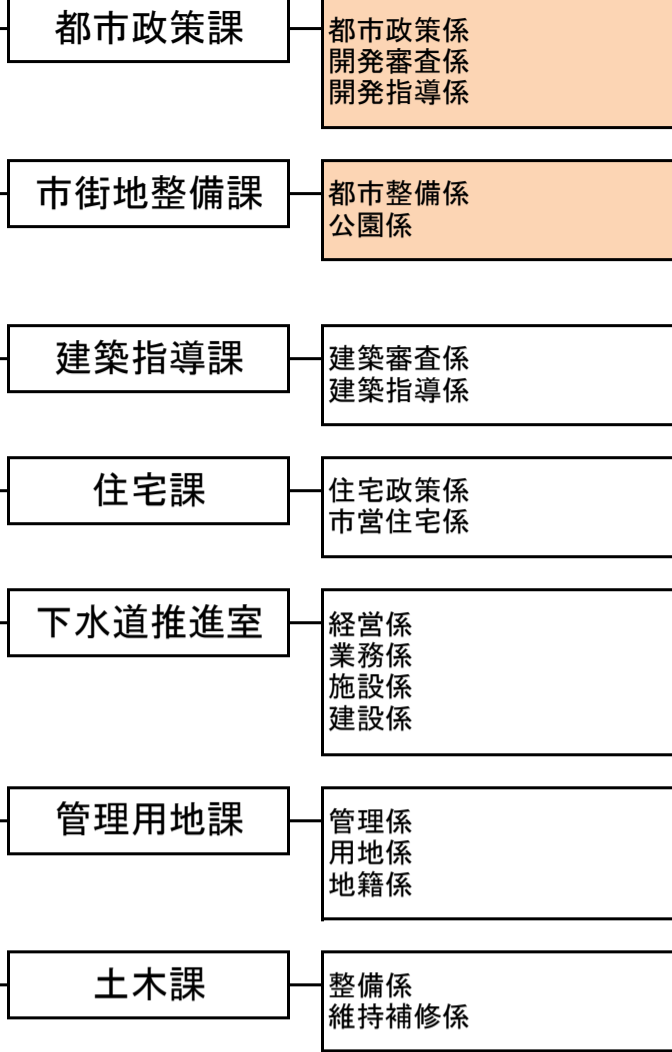 都市政策課
都市政策係
開発審査係
開発指導係
市街地整備課
都市整備係
公園係
建築指導課
建築審査係
建築指導係
住宅課
住宅政策係
市営住宅係
下水道推進室
経営係
業務係
施設係
建設係
管理用地課
管理係
用地係
地籍係
土木課
整備係
維持補修係